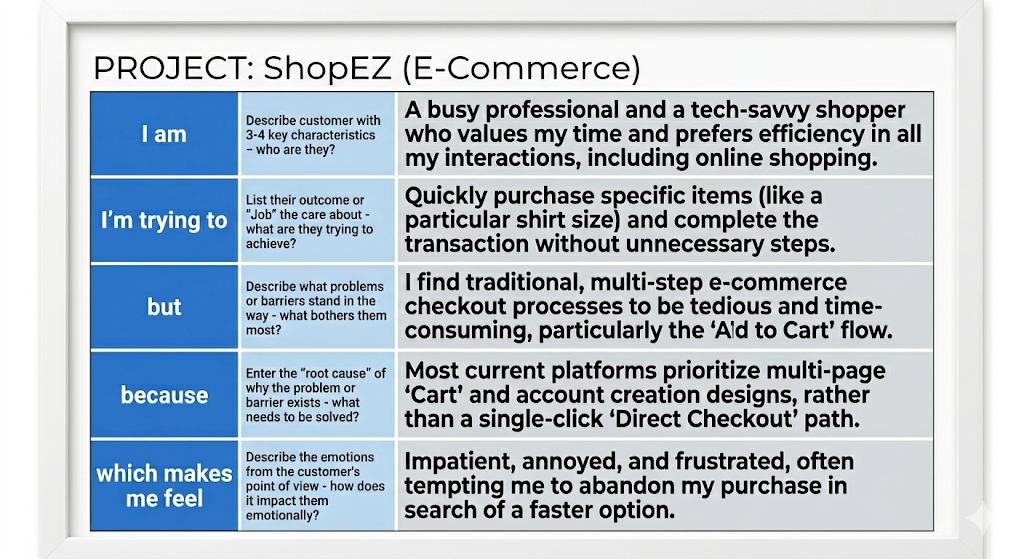 PROJECT: ShopEZ (E-Commerce)
I am
Describe customer with
3-4 key characteristics
– who are they?
A busy professional and a tech-savvy shopper
who values my time and prefers efficiency in all
my interactions, including online shopping.
I’m trying to
List their outcome or
"Job" the care about -
what are they trying to
achieve?
Quickly purchase specific items (like a
particular shirt size) and complete the
transaction without unnecessary steps.
but
Describe what problems
or barriers stand in the
way - what bothers them
most?
I find traditional, multi-step e-commerce
checkout processes to be tedious and time-
consuming, particularly the ‘Add to Cart’ flow.
because
Enter the "root cause" of
why the problem or
barrier exists - what
needs to be solved?
Most current platforms prioritize multi-page
‘Cart’ and account creation designs, rather
than a single-click ‘Direct Checkout’ path.
which makes
me feel
Describe the emotions
from the customer's
point of view - how does
it impact them
emotionally?
Impatient, annoyed, and frustrated, often
tempting me to abandon my purchase in
search of a faster option.